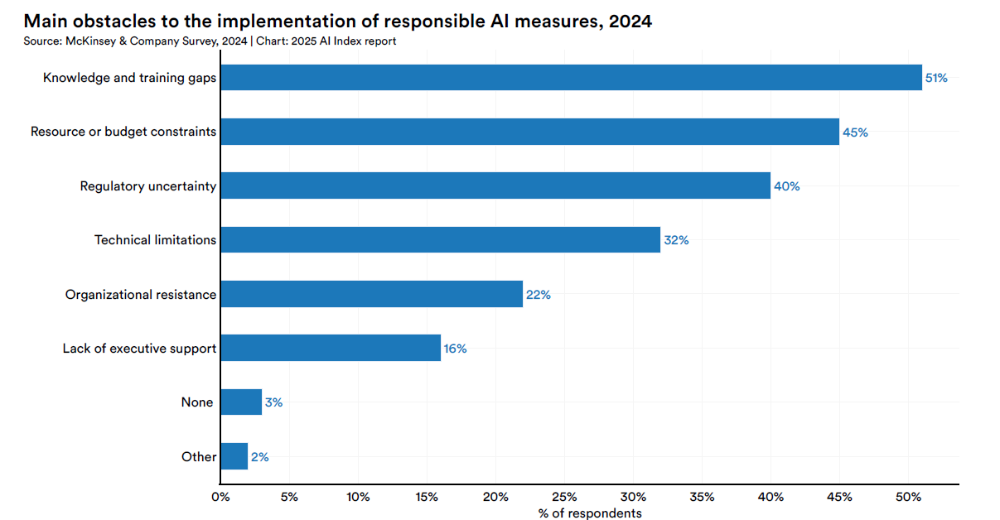 Main obstacles to the implementation of responsible AI measures, 2024
Source: McKinsey & Company Survey, 2024 | Chart: 2025 AI Index report
Knowledge and training gaps 51%
Resource or budget constraints 45%
Regulatory uncertainty 40%
Technical limitations 32%
Organizational resistance 22%
Lack of executive support 16%
None 3%
Other 2%
0% 5% 10% 15% 20% 25% 30% 35% 40% 45% 50%
% of respondents